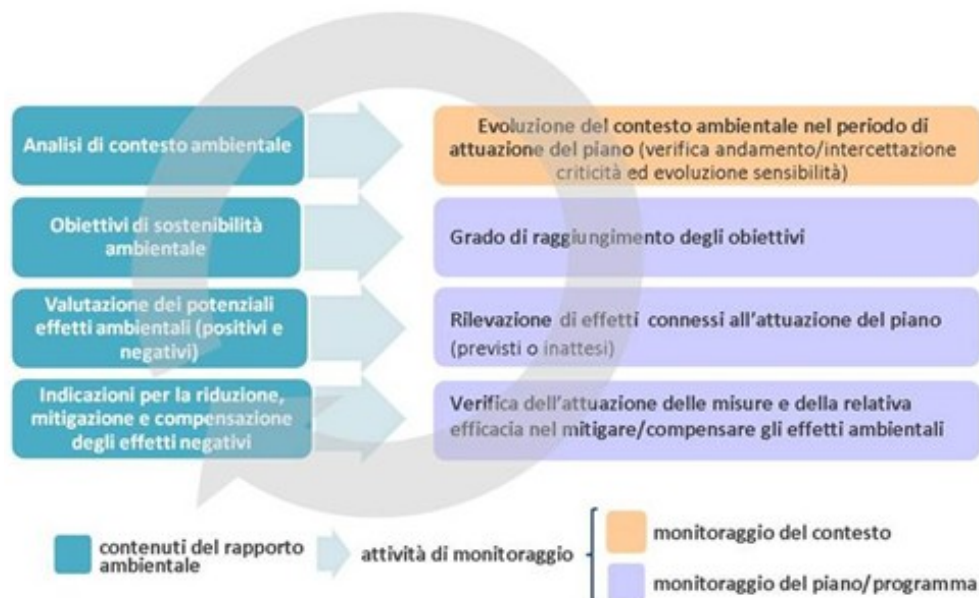 Analisi di contesto ambientale
Evoluzione del contesto ambientale nel periodo di
attuazione del piano (verifica andamento/intercettazione
criticità ed evoluzione sensibilità)
Obiettivi di sostenibilità
ambientale
Grado di raggiungimento degli obiettivi
Valutazione dei potenziali
effetti ambientali (positivi e
negativi)
Rilevazione di effetti connessi all'attuazione del piano
(previsti o inattesi)
Indicazioni per la riduzione,
mitigazione e compensazione
degli effetti negativi
Verifica dell'attuazione delle misure e della relativa
efficacia nel mitigare/compensare gli effetti ambientali
contenuti del rapporto
ambientale
attività di monitoraggio
monitoraggio del contesto
monitoraggio del piano/programma